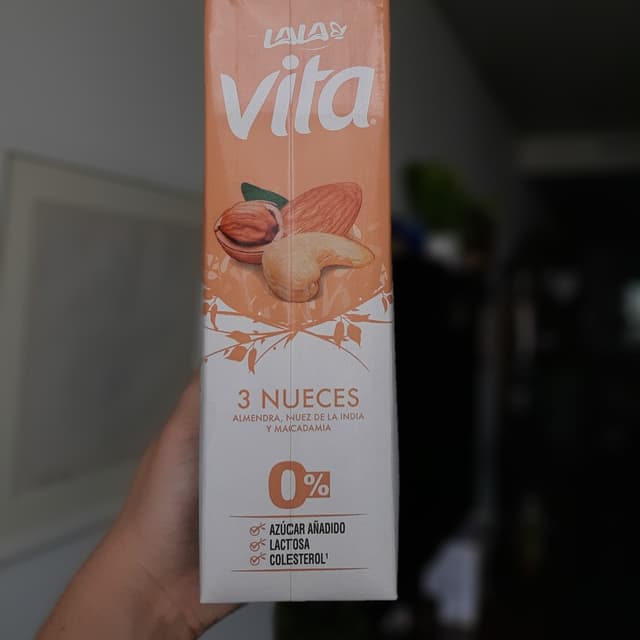 LALA
vita
3 NUECES
ALMENDRA, NUEZ DE LA INDIA
Y MACADAMIA
0%
AZÚCAR AÑADIDO
LACTOSA
COLESTEROL¹